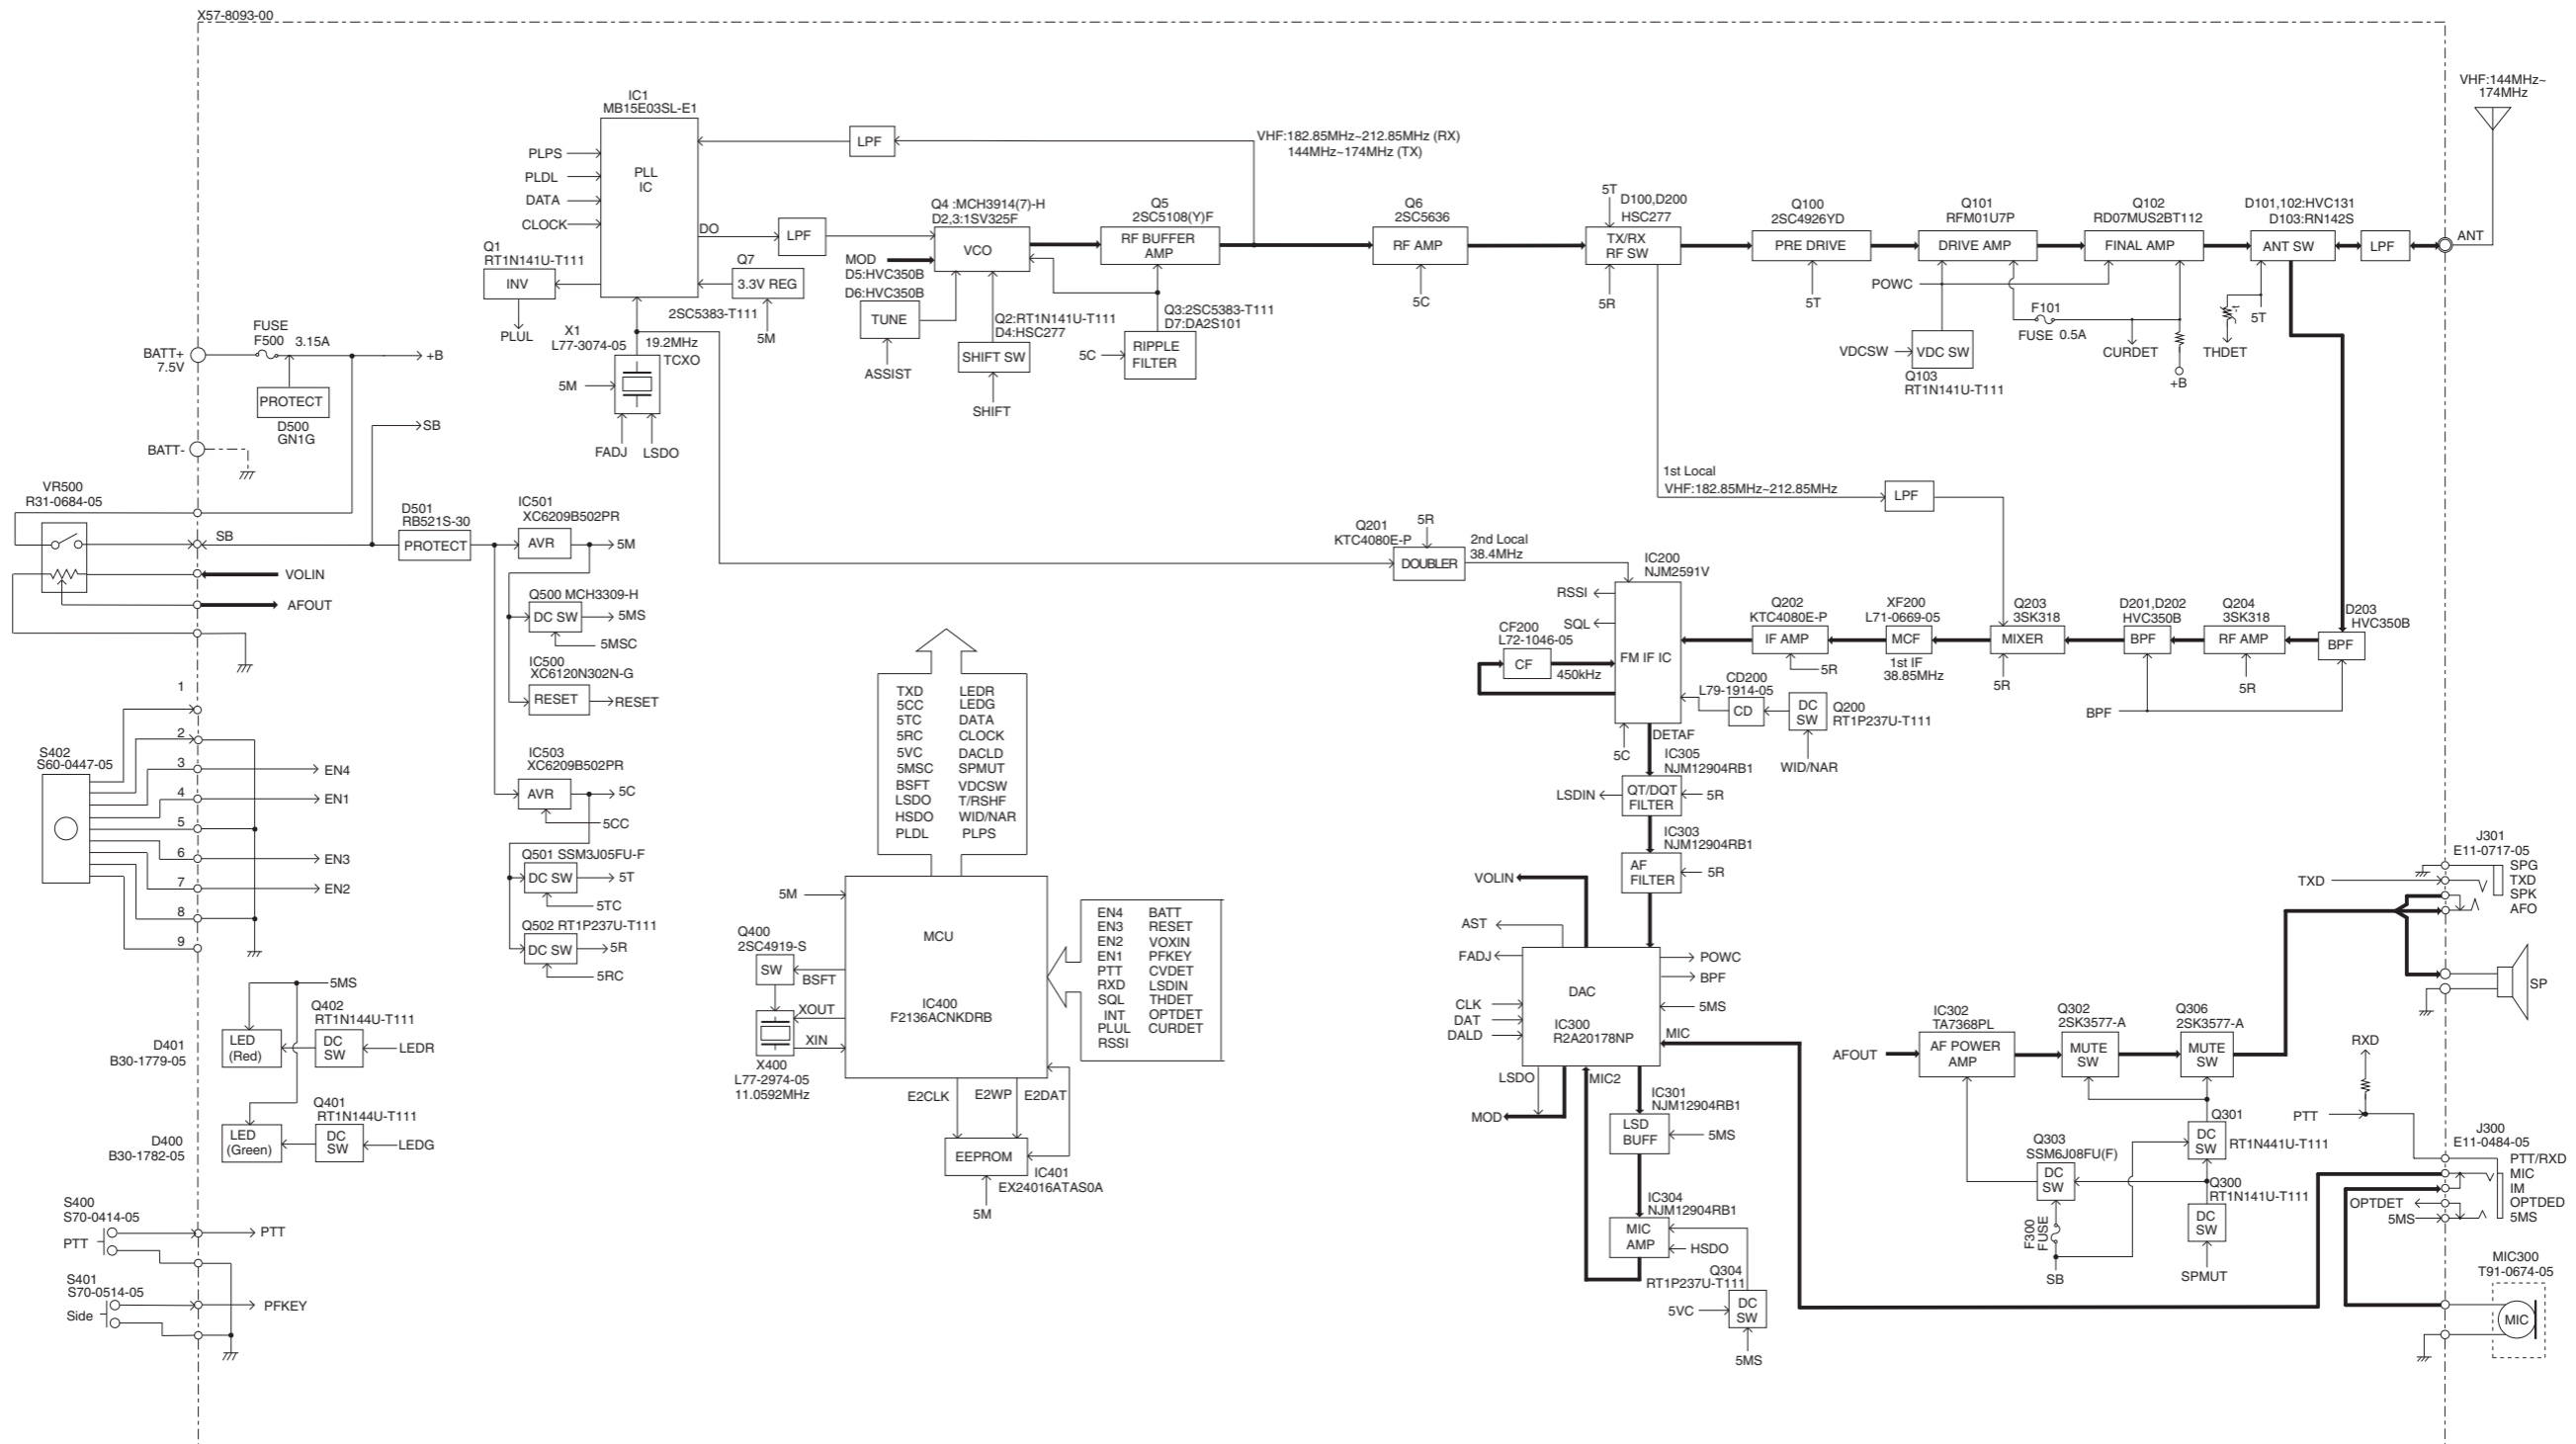 X57-8093-00
VHF:144MHz~
174MHz
ANT
IC1
MB15E03SL-E1
PLL
IC
PLPS
PLDL
DATA
CLOCK
DO
LPF
LPF
VHF:182.85MHz~212.85MHz (RX)
144MHz~174MHz (TX)
Q1
RT1N141U-T111
INV
PLUL
Q7
3.3V REG
2SC5383-T111
5M
X1
L77-3074-05
19.2MHz
TCXO
5M
FADJ
LSDO
Q4 :MCH3914(7)-H
D2,3:1SV325F
VCO
MOD
D5:HVC350B
D6:HVC350B
TUNE
ASSIST
Q2:RT1N141U-T111
D4:HSC277
SHIFT SW
SHIFT
Q5
2SC5108(Y)F
RF BUFFER
AMP
Q3:2SC5383-T111
D7:DA2S101
RIPPLE
FILTER
5C
Q6
2SC5636
RF AMP
5C
5T
D100,D200
HSC277
TX/RX
RF SW
5R
Q100
2SC4926YD
PRE DRIVE
5T
Q101
RFM01U7P
DRIVE AMP
POWC
Q102
RD07MUS2BT112
FINAL AMP
F101
FUSE 0.5A
CURDET
+B
VDCSW
VDC SW
Q103
RT1N141U-T111
D101,102:HVC131
D103:RN142S
ANT SW
LPF
5T
t
THDET
BATT+
7.5V
FUSE
F500
3.15A
+B
PROTECT
D500
GN1G
SB
BATT-
VR500
R31-0684-05
SB
VOLIN
AFOUT
D501
RB521S-30
PROTECT
IC501
XC6209B502PR
AVR
5M
Q500 MCH3309-H
DC SW
5MS
5MSC
IC500
XC6120N302N-G
RESET
RESET
IC503
XC6209B502PR
AVR
5C
5CC
Q501 SSM3J05FU-F
DC SW
5T
5TC
Q502 RT1P237U-T111
DC SW
5R
5RC
1st Local
VHF:182.85MHz~212.85MHz
LPF
Q201
KTC4080E-P
5R
DOUBLER
2nd Local
38.4MHz
IC200
NJM2591V
FM IF IC
RSSI
SQL
CF200
L72-1046-05
CF
450kHz
5C
DETAF
Q202
KTC4080E-P
IF AMP
5R
XF200
L71-0669-05
MCF
1st IF
38.85MHz
Q203
3SK318
MIXER
5R
D201,D202
HVC350B
BPF
Q204
3SK318
RF AMP
5R
D203
HVC350B
BPF
BPF
CD200
L79-1914-05
CD
DC
SW
Q200
RT1P237U-T111
WID/NAR
IC305
NJM12904RB1
QT/DQT
FILTER
LSDIN
5R
IC303
NJM12904RB1
AF
FILTER
5R
S402
S60-0447-05
1
2
3
4
5
6
7
8
9
EN4
EN1
EN3
EN2
5MS
Q402
RT1N144U-T111
LED
(Red)
DC
SW
LEDR
D401
B30-1779-05
Q401
RT1N144U-T111
LED
(Green)
DC
SW
LEDG
D400
B30-1782-05
S400
S70-0414-05
PTT
PTT
S401
S70-0514-05
Side
PFKEY
TXD LEDR
5CC LEDG
5TC DATA
5RC CLOCK
5VC DACLD
5MSC SPMUT
BSFT VDCSW
LSDO T/RSHF
HSDO WID/NAR
PLDL PLPS
MCU
IC400
F2136ACNKDRB
5M
Q400
2SC4919-S
SW
BSFT
XOUT
XIN
X400
L77-2974-05
11.0592MHz
E2CLK
E2WP
E2DAT
EEPROM
IC401
EX24016ATAS0A
5M
EN4 BATT
EN3 RESET
EN2 VOXIN
EN1 PFKEY
PTT CVDET
RXD LSDIN
SQL THDET
INT OPTDET
PLUL CURDET
RSSI
VOLIN
AST
FADJ
CLK
DAT
DALD
DAC
IC300
R2A20178NP
POWC
BPF
5MS
MIC
LSDO
MIC2
MOD
IC301
NJM12904RB1
LSD
BUFF
5MS
IC304
NJM12904RB1
MIC
AMP
HSDO
Q304
RT1P237U-T111
5VC
DC
SW
5MS
IC302
TA7368PL
AFOUT
AF POWER
AMP
Q302
2SK3577-A
MUTE
SW
Q306
2SK3577-A
MUTE
SW
Q301
DC
SW
RT1N441U-T111
Q303
SSM6J08FU(F)
DC
SW
F300
FUSE
SB
Q300
RT1N141U-T111
DC
SW
SPMUT
J301
E11-0717-05
SPG
TXD
TXD
SPK
AFO
SP
RXD
PTT
J300
E11-0484-05
PTT/RXD
MIC
IM
OPTDET
OPTDED
5MS
5MS
MIC300
T91-0674-05
MIC